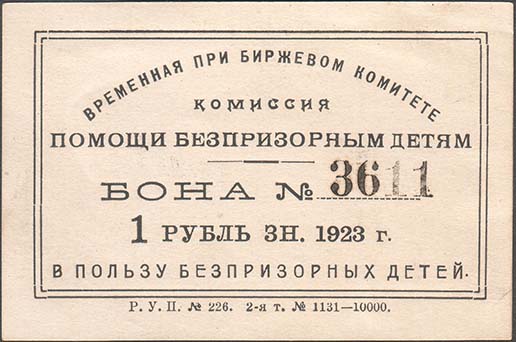 ВРЕМЕННАЯ ПРИ БИРЖЕВОМ КОМИТЕТЕ
КОМИССИЯ
ПОМОЩИ БЕЗПРИЗОРНЫМ ДЕТЯМ
БОНА № 3611
1 РУБЛЬ ЗН. 1923 г.
В ПОЛЬЗУ БЕЗПРИЗОРНЫХ ДЕТЕЙ.
Р. У. П. № 226. 2-я т. № 1131—10000.